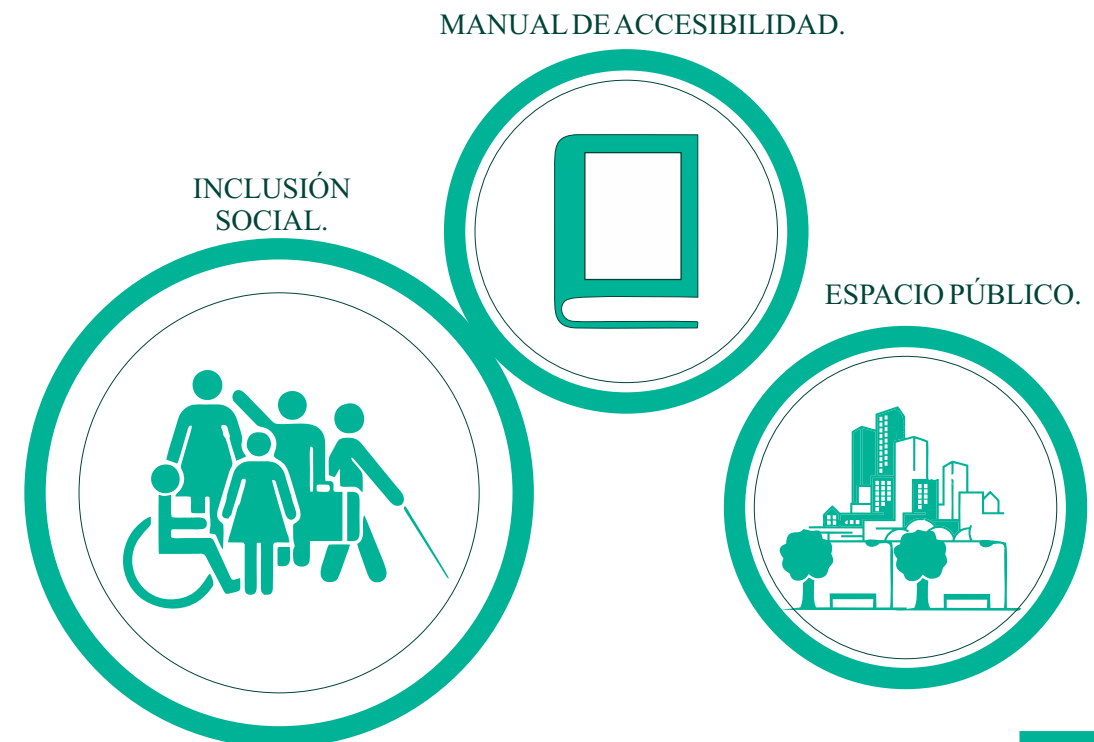 MANUAL DE ACCESIBILIDAD.
INCLUSIÓN
SOCIAL.
ESPACIO PÚBLICO.